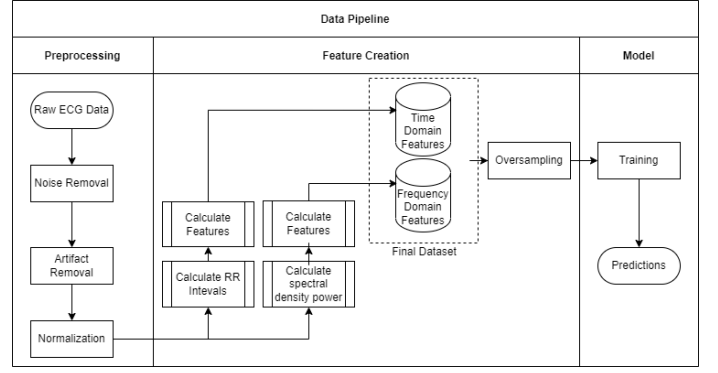 Data Pipeline
Preprocessing
Feature Creation
Model
Raw ECG Data
Noise Removal
Artifact
Removal
Normalization
Calculate
Features
Calculate RR
Intevals
Calculate
Features
Calculate
spectral
density power
Time
Domain
Features
Frequency
Domain
Features
Final Dataset
Oversampling
Training
Predictions